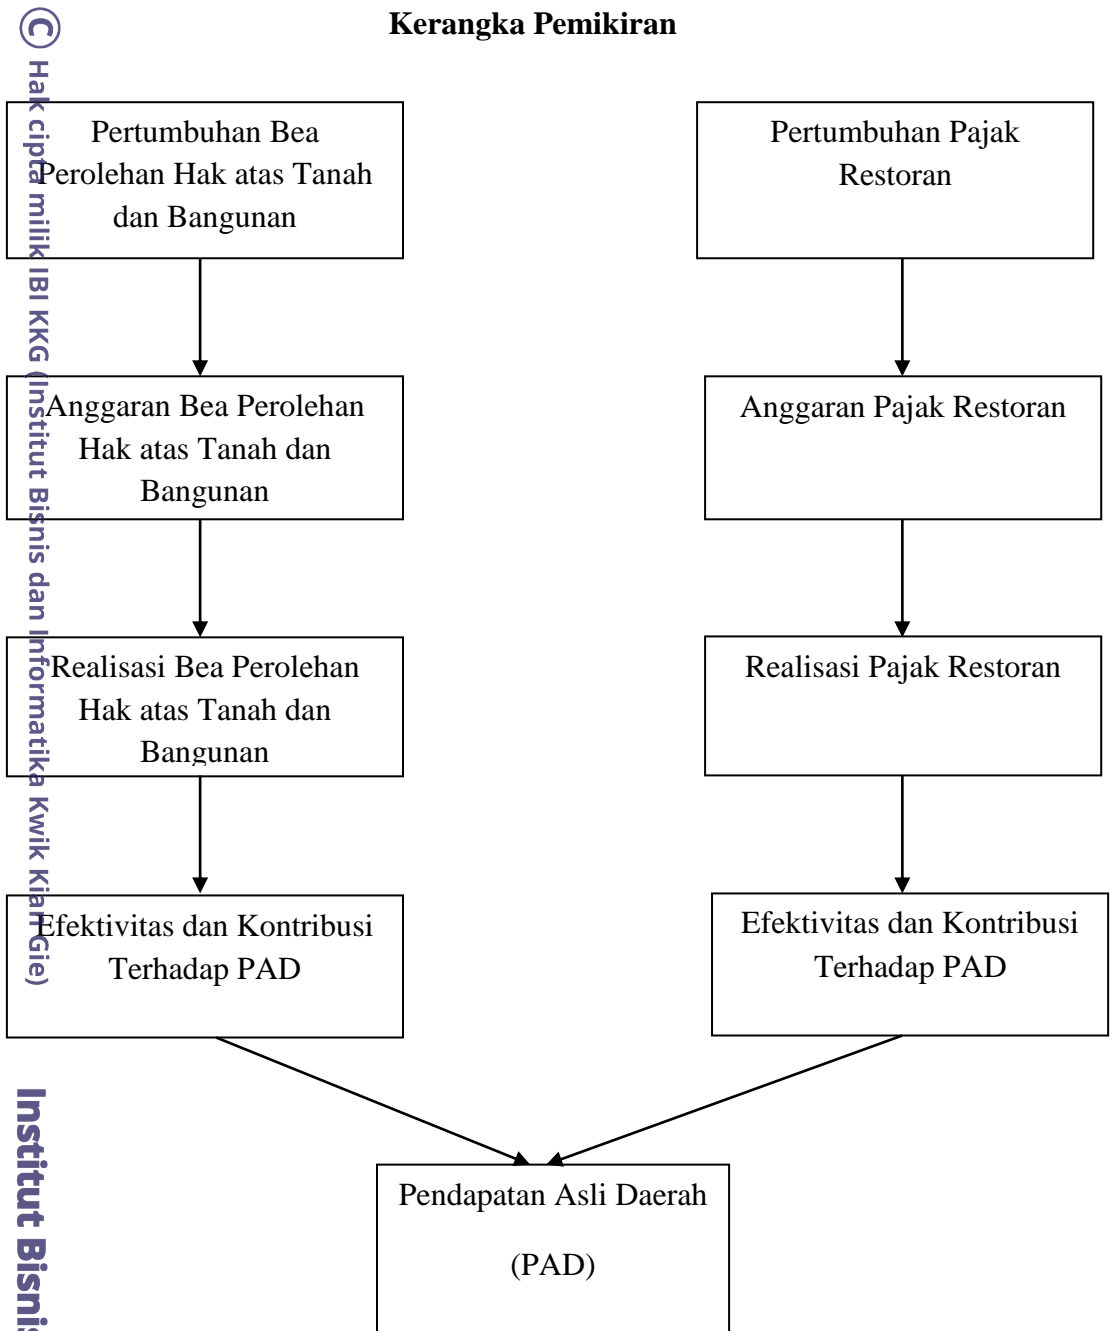 Kerangka Pemikiran
Pertumbuhan Bea
Perolehan Hak atas Tanah
dan Bangunan
Pertumbuhan Pajak
Restoran
Anggaran Bea Perolehan
Hak atas Tanah dan
Bangunan
Anggaran Pajak Restoran
Realisasi Bea Perolehan
Hak atas Tanah dan
Bangunan
Realisasi Pajak Restoran
Efektivitas dan Kontribusi
Terhadap PAD
Efektivitas dan Kontribusi
Terhadap PAD
Pendapatan Asli Daerah
(PAD)
© Hak cipta milik IBI KKG (Institut Bisnis dan Informatika Kwik Kian Gie)
Institut Bisnis